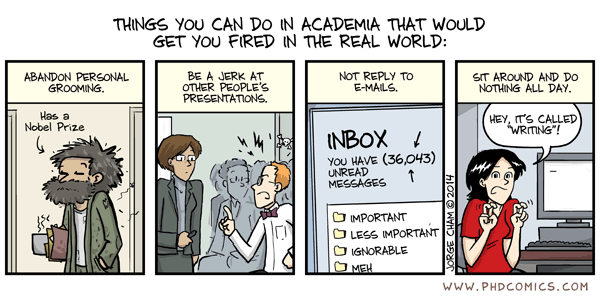 THINGS YOU CAN DO IN ACADEMIA THAT WOULD
GET YOU FIRED IN THE REAL WORLD:
ABANDON PERSONAL
GROOMING.
Has a
Nobel Prize
BE A JERK AT
OTHER PEOPLE'S
PRESENTATIONS.
NOT REPLY TO
E-MAILS.
INBOX
YOU HAVE (36,043)
UNREAD
MESSAGES
IMPORTANT
LESS IMPORTANT
IGNORABLE
MEH
SIT AROUND AND DO
NOTHING ALL DAY.
HEY, IT'S CALLED
"WRITING"!
JORGE CHAM © 2014
WWW.PHDCOMICS.COM